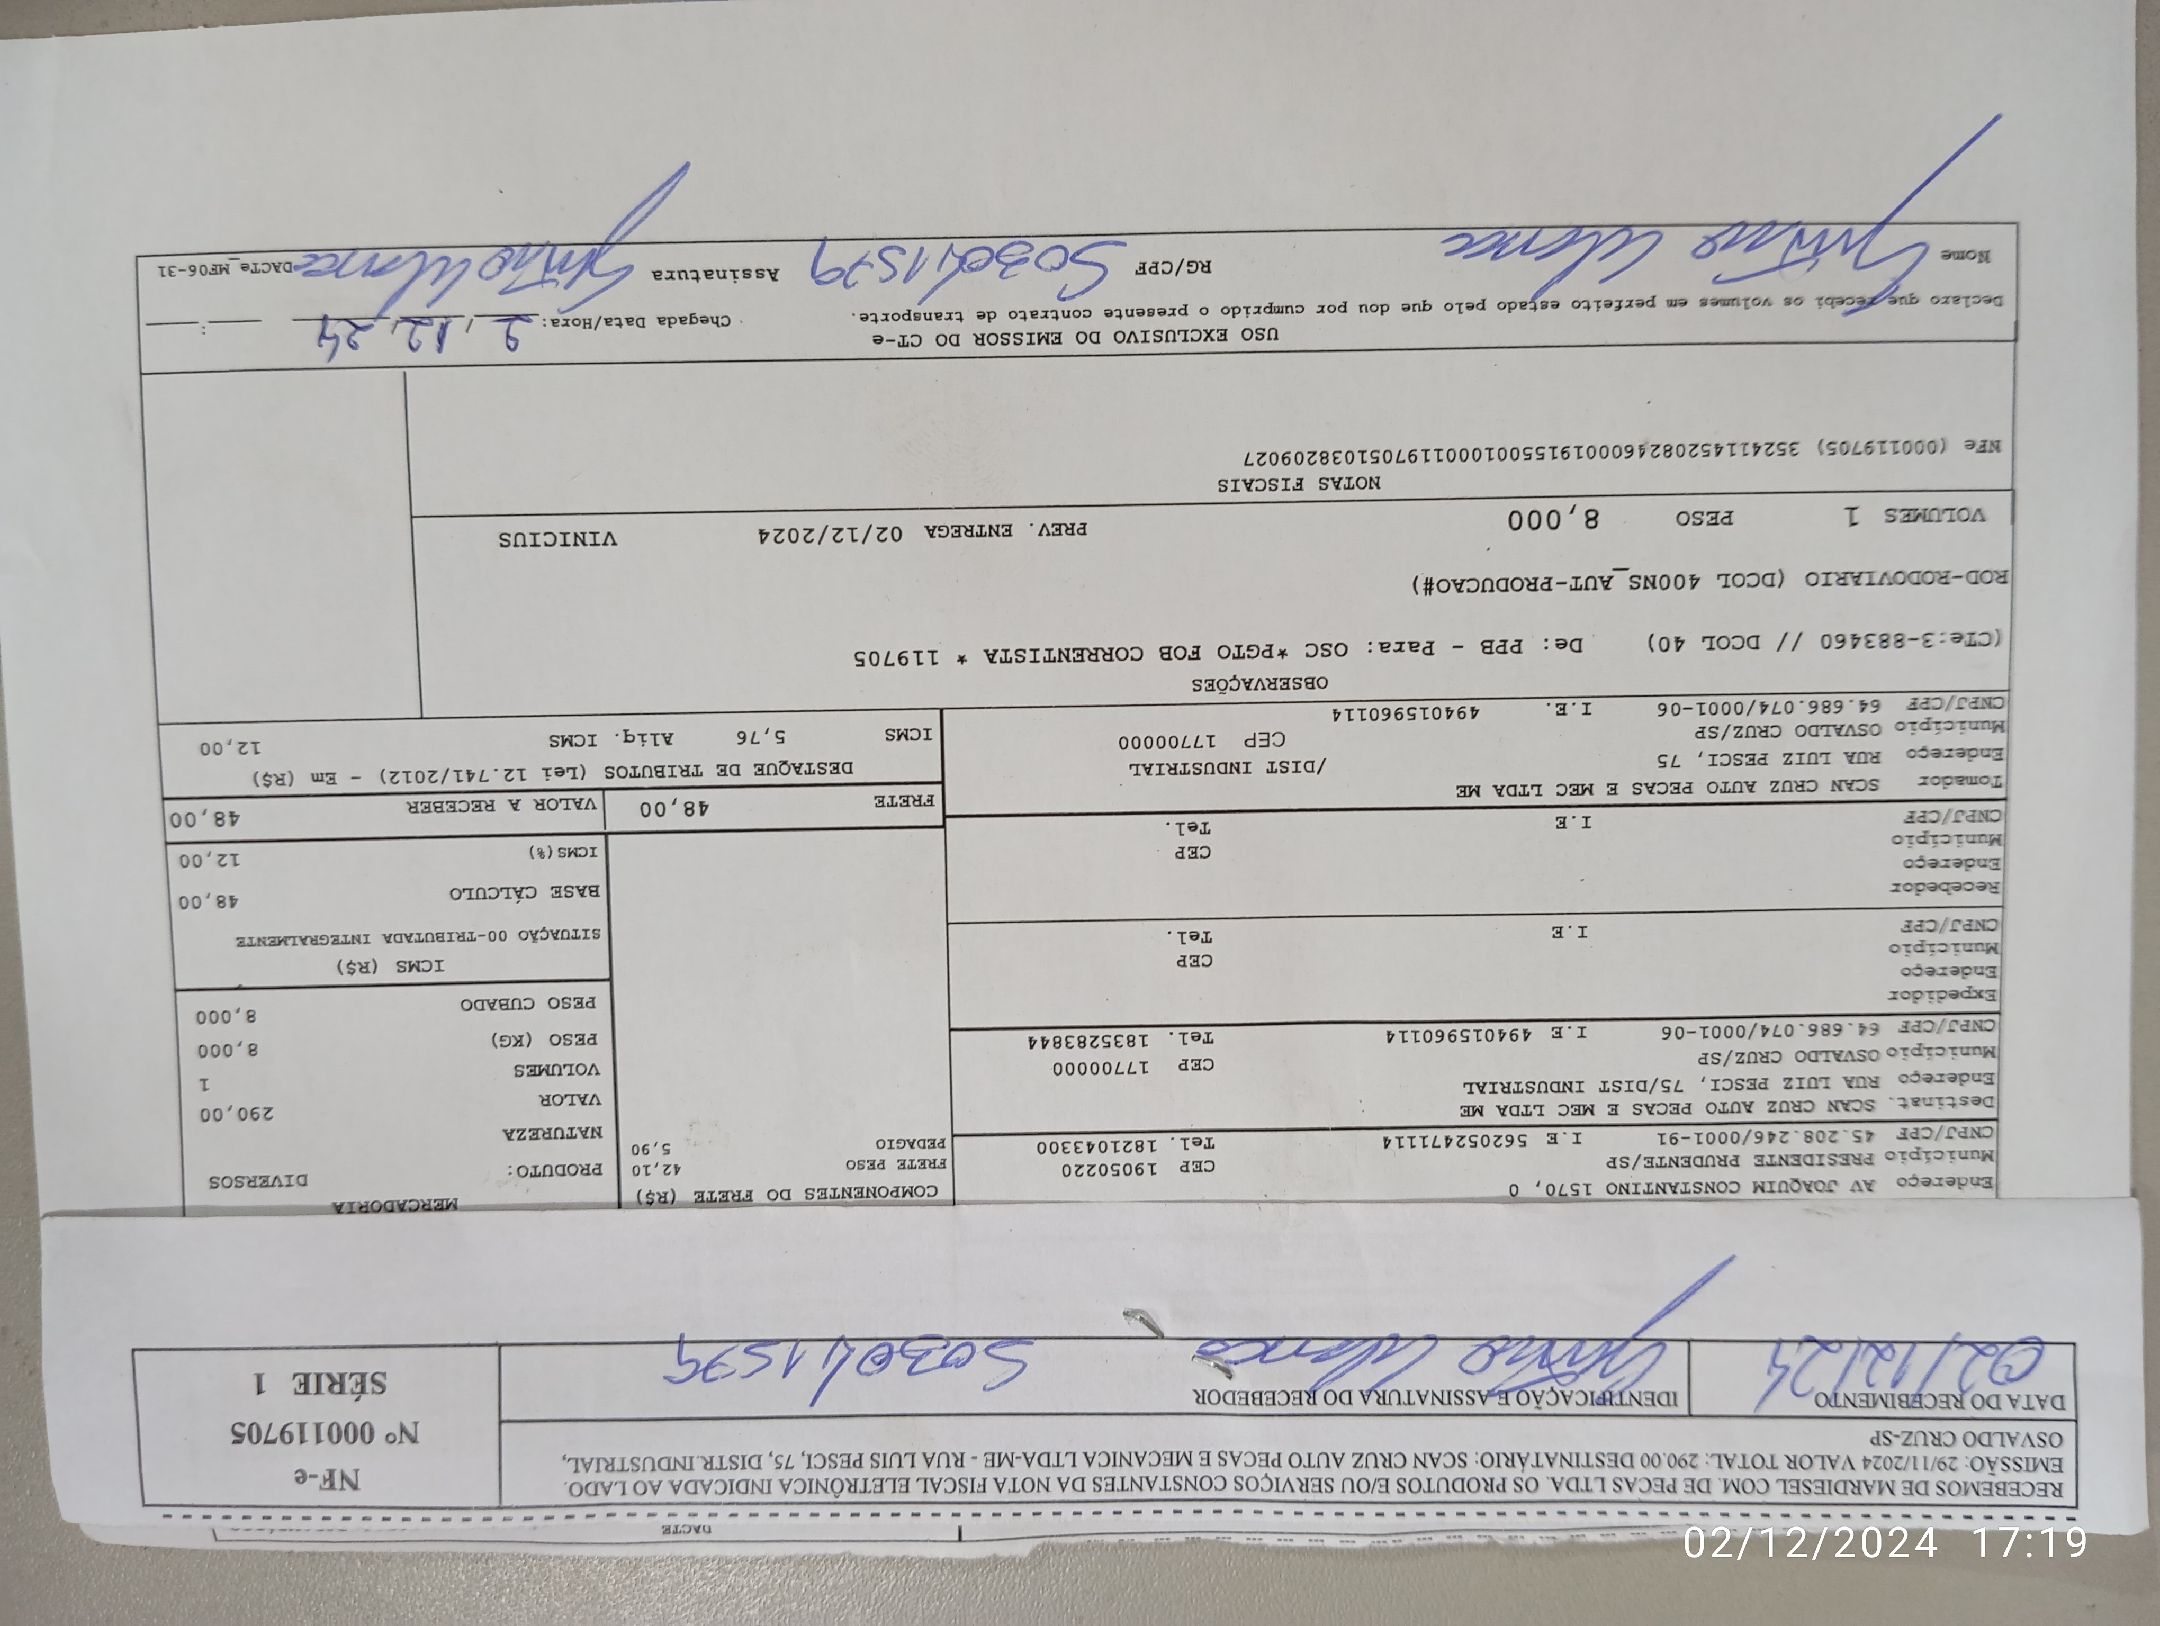 DACTE
RECEBEMOS DE MARDIESEL COM. DE PECAS LTDA. OS PRODUTOS E/OU SERVIÇOS CONSTANTES DA NOTA FISCAL ELETRÔNICA INDICADA AO LADO.
EMISSÃO: 29/11/2024 VALOR TOTAL: 290.00 DESTINATÁRIO: SCAN CRUZ AUTO PECAS E MECANICA LTDA-ME - RUA LUIS PESCI, 75, DISTR.INDUSTRIAL,
OSVALDO CRUZ-SP
NF-e
Nº 000119705
SÉRIE 1
DATA DO RECEBIMENTO
02/12/24
IDENTIFICAÇÃO E ASSINATURA DO RECEBEDOR
503041579
Endereço AV JOAQUIM CONSTANTINO 1570, 0
Município PRESIDENTE PRUDENTE/SP CEP 19050220
CNPJ/CPF 45.208.246/0001-91 I.E 562052471114 Tel. 1821043300
Destinat. SCAN CRUZ AUTO PECAS E MEC LTDA ME
Endereço RUA LUIZ PESCI, 75/DIST INDUSTRIAL
Município OSVALDO CRUZ/SP CEP 17700000
CNPJ/CPF 64.686.074/0001-06 I.E 494015960114 Tel. 1835283844
Expedidor
Endereço
Município CEP
CNPJ/CPF I.E Tel.
Recebedor
Endereço
Município CEP
CNPJ/CPF I.E Tel.
Tomador SCAN CRUZ AUTO PECAS E MEC LTDA ME
Endereço RUA LUIZ PESCI, 75 /DIST INDUSTRIAL
Município OSVALDO CRUZ/SP CEP 17700000
CNPJ/CPF 64.686.074/0001-06 I.E. 494015960114
COMPONENTES DO FRETE (R$)
FRETE PESO 42,10
PEDAGIO 5,90
MERCADORIA
PRODUTO: DIVERSOS
NATUREZA
VALOR 290,00
VOLUMES 1
PESO (KG) 8,000
PESO CUBADO 8,000
ICMS (R$)
SITUAÇÃO 00-TRIBUTADA INTEGRALMENTE
BASE CÁLCULO 48,00
ICMS(%) 12,00
FRETE 48,00 VALOR A RECEBER 48,00
DESTAQUE DE TRIBUTOS (Lei 12.741/2012) - Em (R$)
ICMS 5,76 Alíq. ICMS 12,00
OBSERVAÇÕES
(CTe:3-883460 // DCOL 40) De: PPB - Para: OSC *PGTO FOB CORRENTISTA * 119705
ROD-RODOVIARIO (DCOL 400NS_AUT-PRODUCAO#)
VOLUMES 1 PESO 8,000 PREV. ENTREGA 02/12/2024 VINICIUS
NOTAS FISCAIS
NFe (000119705) 35241145208246000191550010001197051038209027
USO EXCLUSIVO DO EMISSOR DO CT-e
Declaro que recebi os volumes em perfeito estado pelo que dou por cumprido o presente contrato de transporte. Chegada Data/Hora: 2/12/24 __:__
Nome RG/CPF 503041579 Assinatura DACTe_MF06-31
02/12/2024 17:19